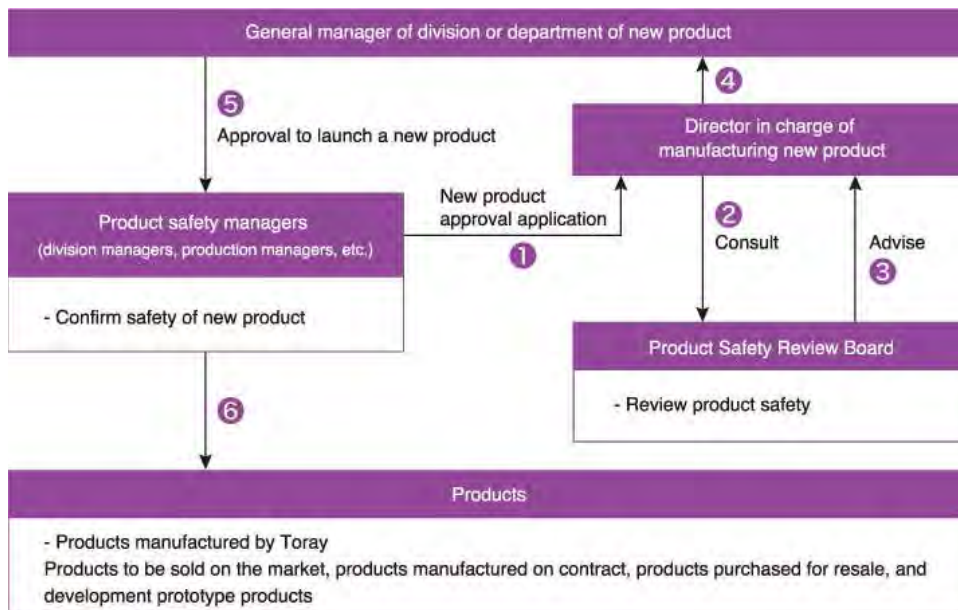 General manager of division or department of new product
5
Approval to launch a new product
4
Director in charge of
manufacturing new product
Product safety managers
(division managers, production managers, etc.)
- Confirm safety of new product
New product
approval application
1
2
Consult
Advise
3
Product Safety Review Board
- Review product safety
6
Products
- Products manufactured by Toray
Products to be sold on the market, products manufactured on contract, products purchased for resale, and
development prototype products